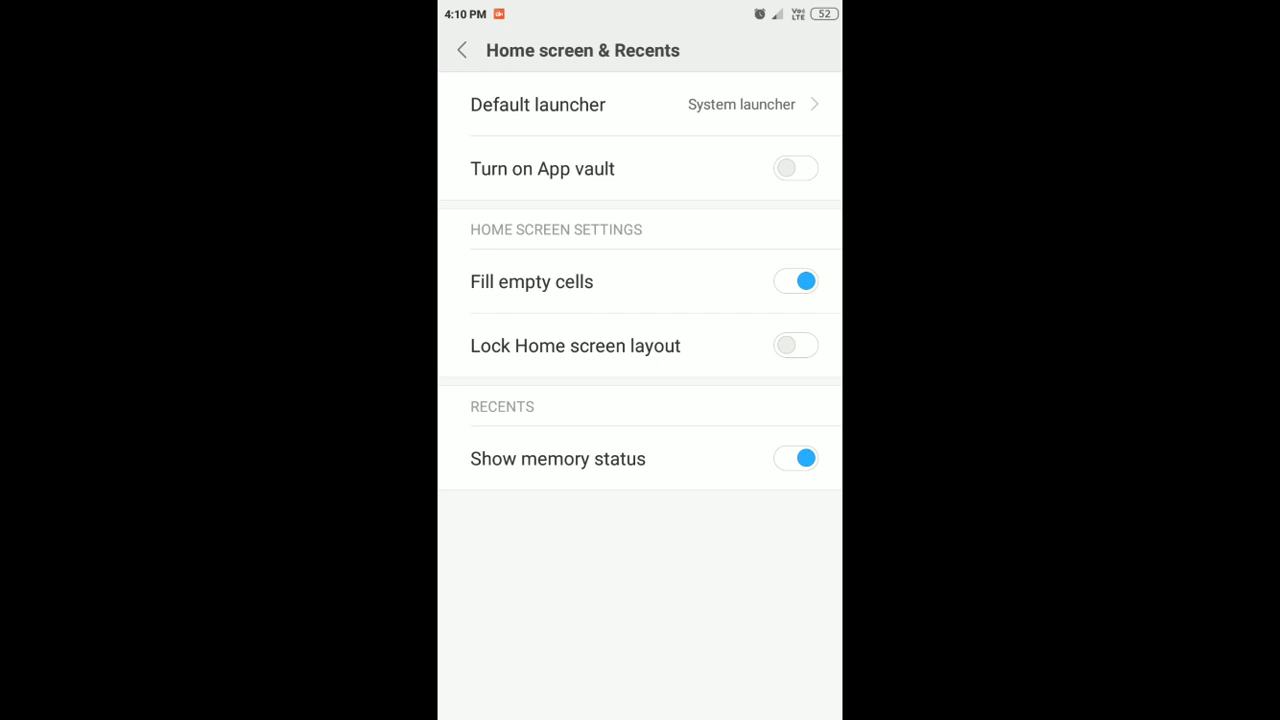 4:10 PM 52
Home screen & Recents
Default launcher System launcher
Turn on App vault
HOME SCREEN SETTINGS
Fill empty cells
Lock Home screen layout
RECENTS
Show memory status